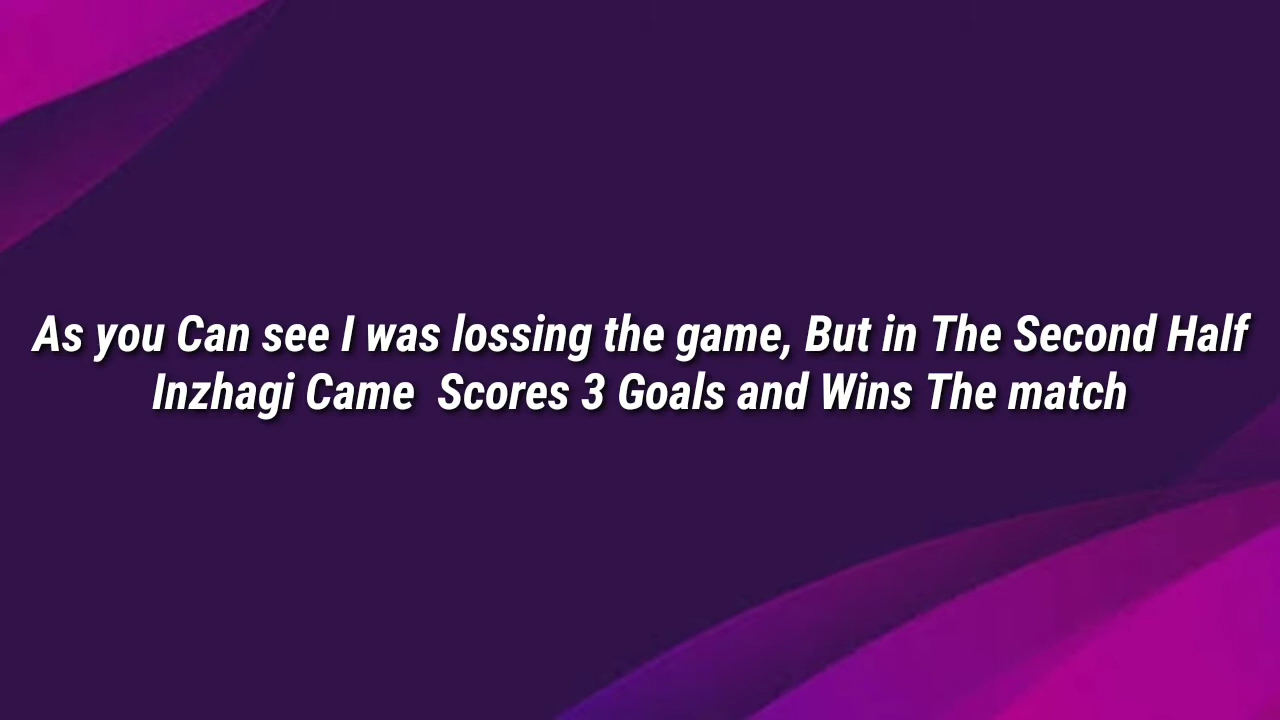 As you Can see I was lossing the game, But in The Second Half
Inzhagi Came  Scores 3 Goals and Wins The match